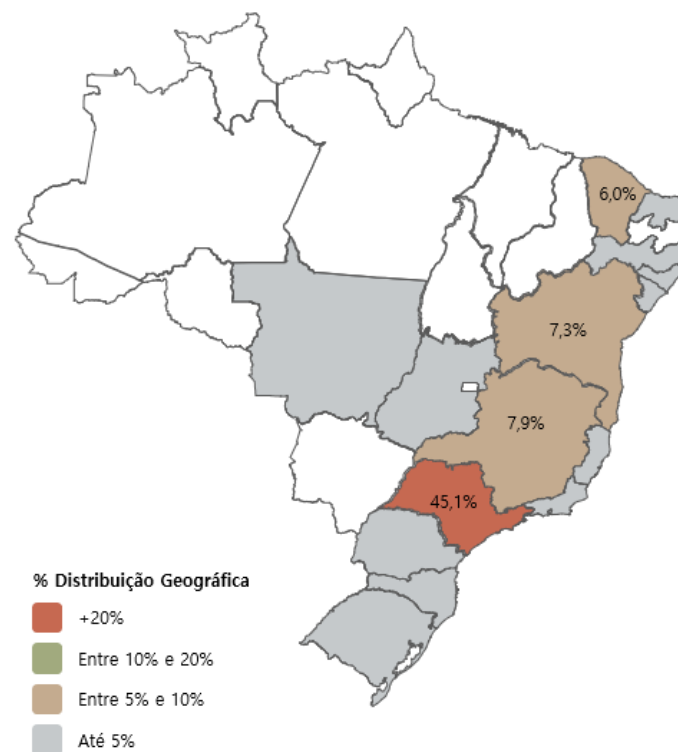 6,0%
7,3%
7,9%
45,1%
% Distribuição Geográfica
+20%
Entre 10% e 20%
Entre 5% e 10%
Até 5%